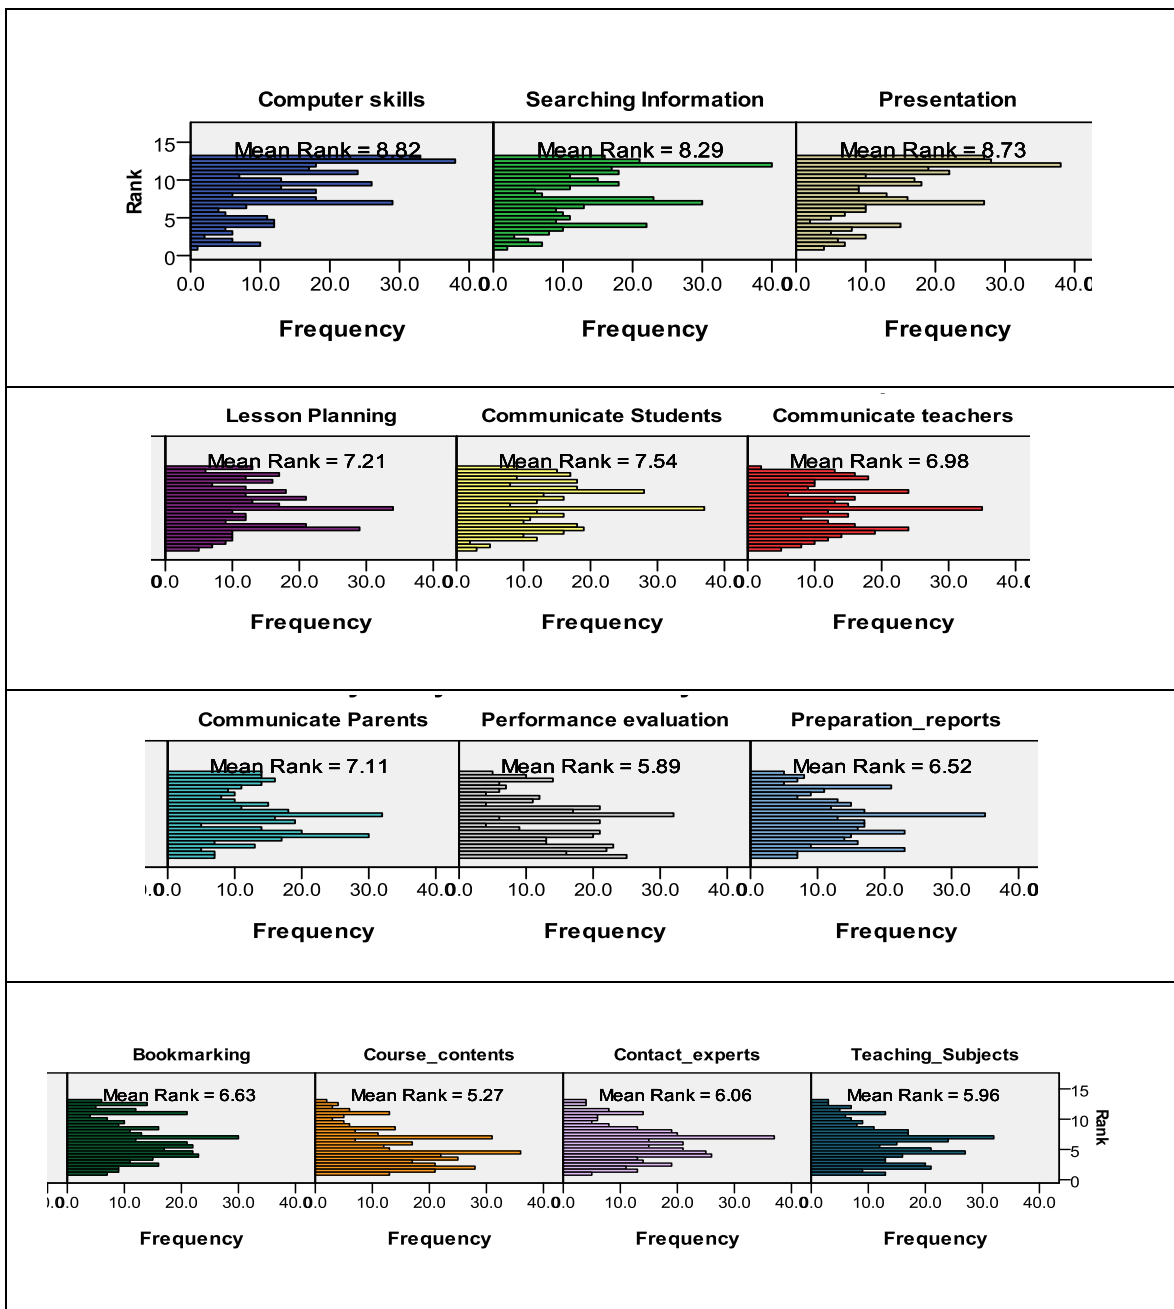 Computer skills Searching Information Presentation
Mean Rank = 8.82 Mean Rank = 8.29 Mean Rank = 8.73
Rank
15
10
5
0
0.0 10.0 20.0 30.0 40.0 0.0 10.0 20.0 30.0 40.0 0.0 10.0 20.0 30.0 40.0
Frequency Frequency Frequency
Lesson Planning Communicate Students Communicate teachers
Mean Rank = 7.21 Mean Rank = 7.54 Mean Rank = 6.98
0.0 10.0 20.0 30.0 40.0 0.0 10.0 20.0 30.0 40.0 0.0 10.0 20.0 30.0 40.0
Frequency Frequency Frequency
Communicate Parents Performance evaluation Preparation_reports
Mean Rank = 7.11 Mean Rank = 5.89 Mean Rank = 6.52
0.0 10.0 20.0 30.0 40.0 0.0 10.0 20.0 30.0 40.0 0.0 10.0 20.0 30.0 40.0
Frequency Frequency Frequency
Bookmarking Course_contents Contact_experts Teaching_Subjects
Mean Rank = 6.63 Mean Rank = 5.27 Mean Rank = 6.06 Mean Rank = 5.96
15
10
5
0
Rank
0.0 10.0 20.0 30.0 40.0 0.0 10.0 20.0 30.0 40.0 0.0 10.0 20.0 30.0 40.0 0.0 10.0 20.0 30.0 40.0
Frequency Frequency Frequency Frequency